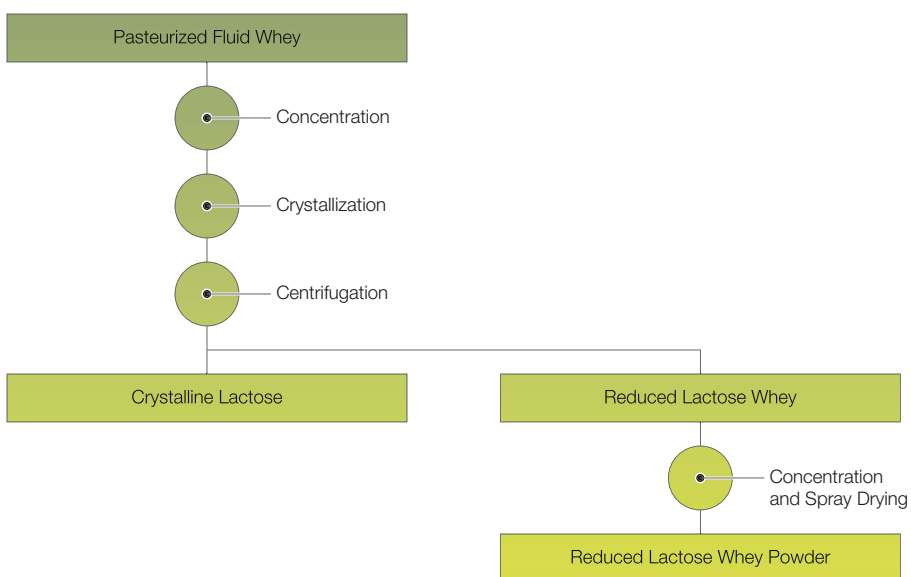 Pasteurized Fluid Whey
Concentration
Crystallization
Centrifugation
Crystalline Lactose
Reduced Lactose Whey
Concentration
and Spray Drying
Reduced Lactose Whey Powder